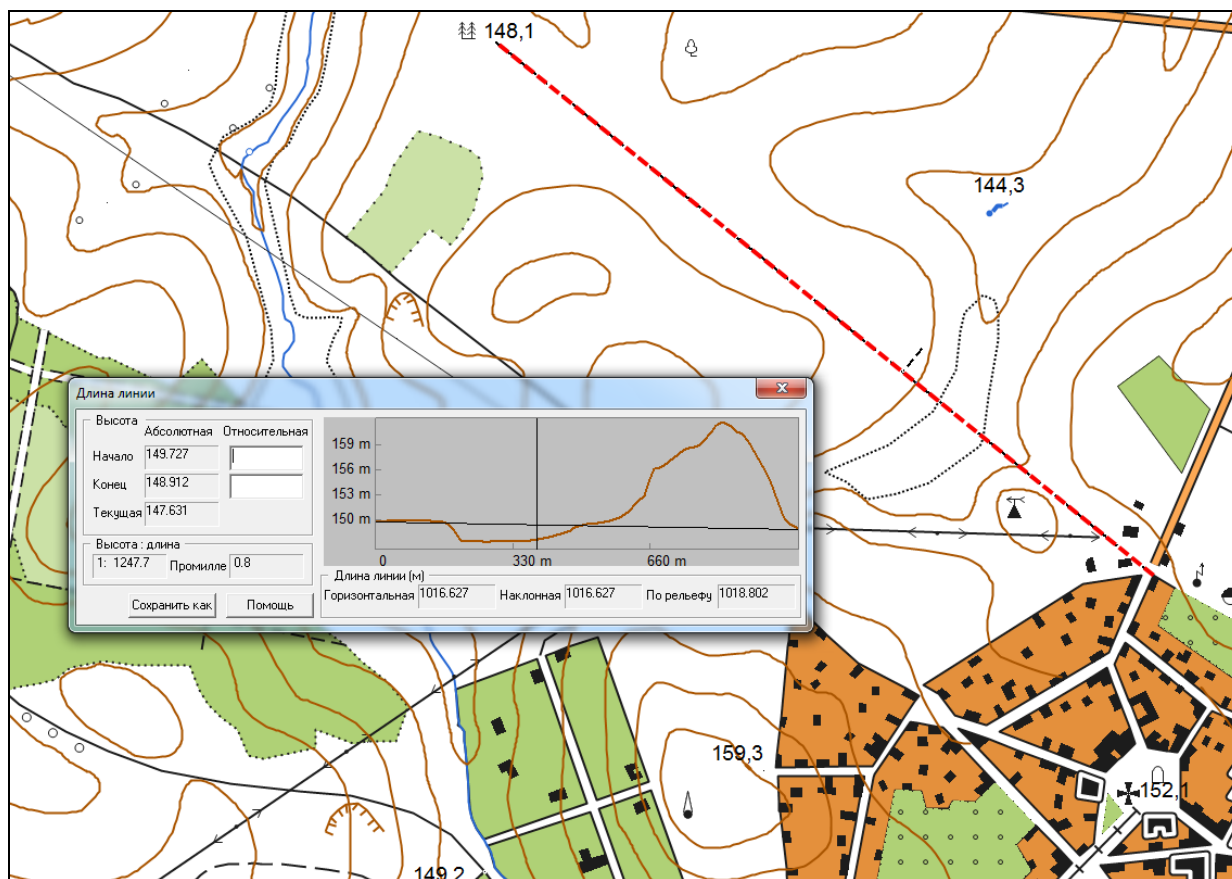 148,1
144,3
Длина линии
Высота
Абсолютная Относительная
Начало 149.727
Конец 148.912
Текущая 147.631
Высота : длина
1: 1247.7 Промилле 0.8
Сохранить как Помощь
159 m
156 m
153 m
150 m
0 330 m 660 m
Длина линии (м)
Горизонтальная 1016.627 Наклонная 1016.627 По рельефу 1018.802
159,3
152,1
149,2